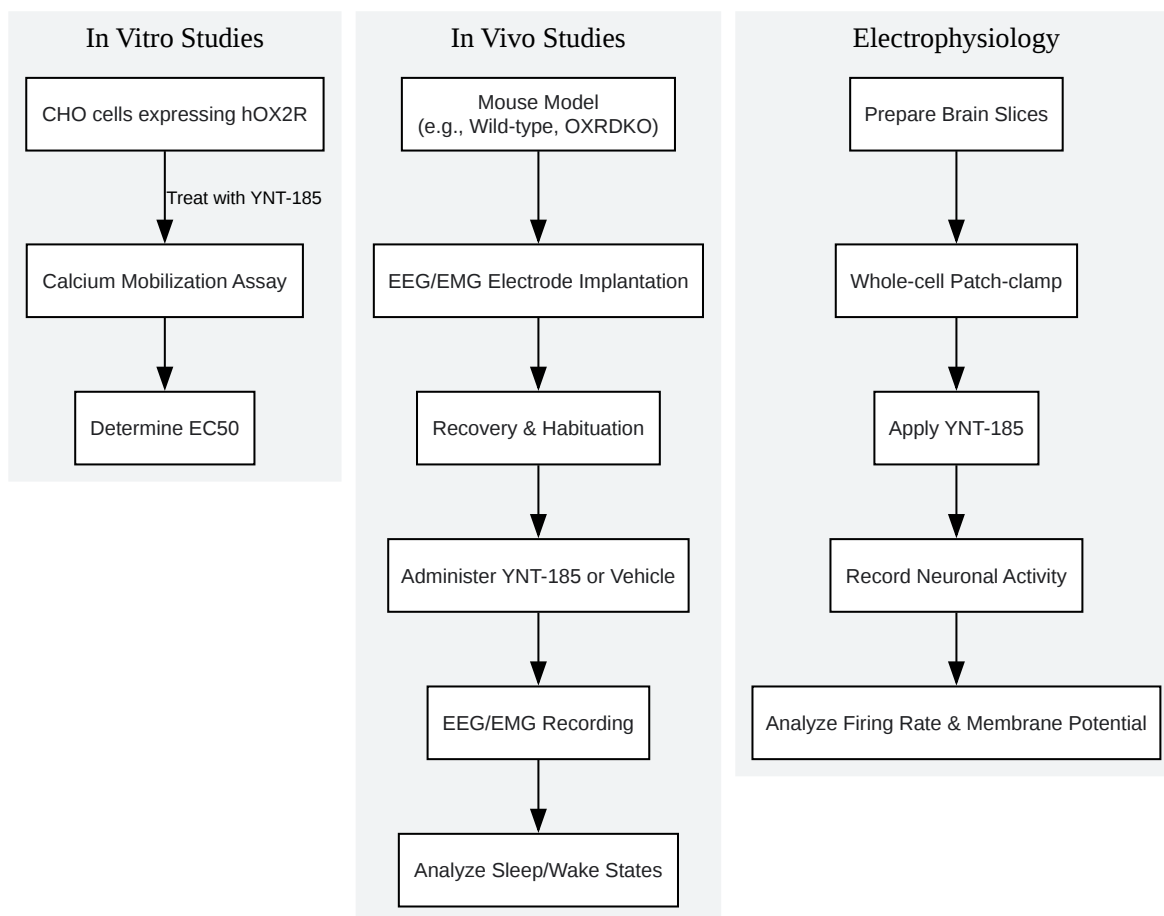 In Vitro Studies
CHO cells expressing hOX2R
Treat with YNT-185
Calcium Mobilization Assay
Determine EC50
In Vivo Studies
Mouse Model
(e.g., Wild-type, OXRDKO)
EEG/EMG Electrode Implantation
Recovery & Habituation
Administer YNT-185 or Vehicle
EEG/EMG Recording
Analyze Sleep/Wake States
Electrophysiology
Prepare Brain Slices
Whole-cell Patch-clamp
Apply YNT-185
Record Neuronal Activity
Analyze Firing Rate & Membrane Potential